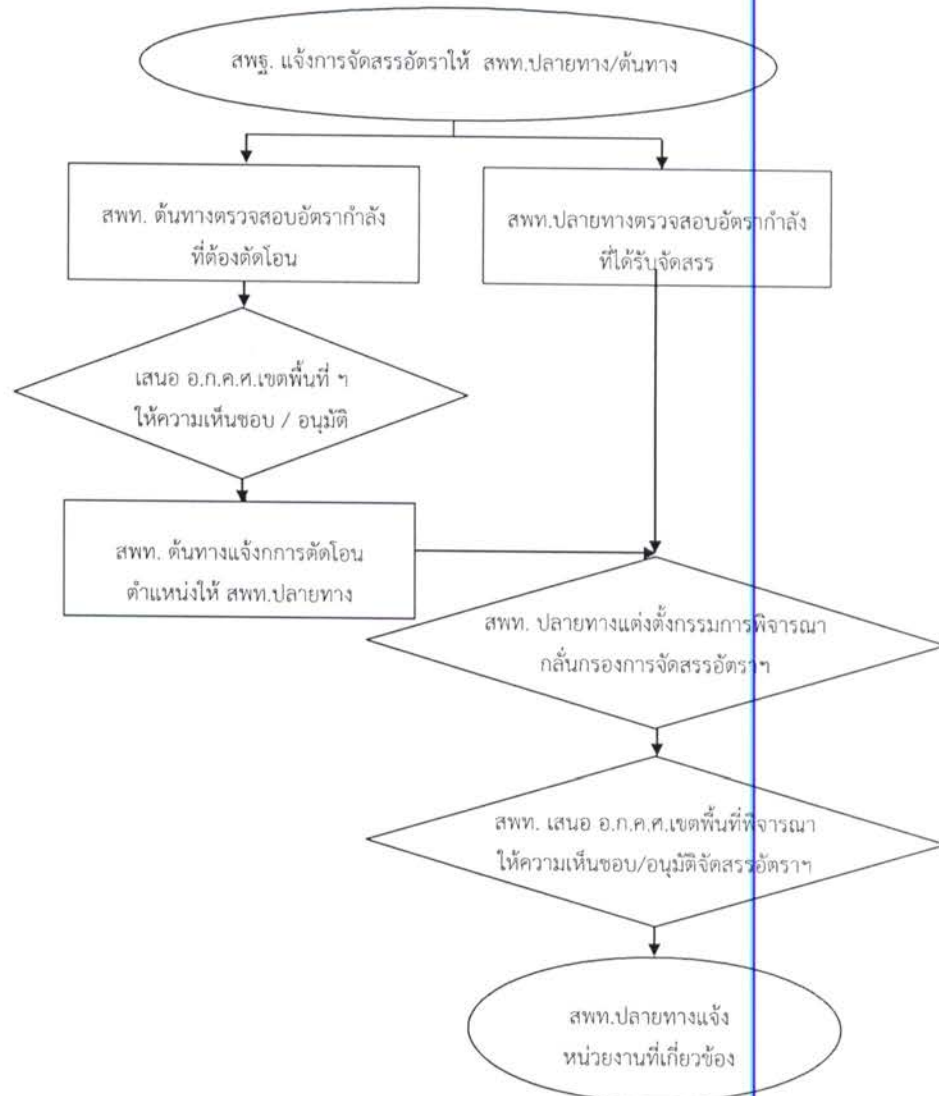 สพฐ. แจ้งการจัดสรรอัตราให้ สพท.ปลายทาง/ต้นทาง
สพท. ต้นทางตรวจสอบอัตรากำลัง
ที่ต้องตัดโอน
สพท.ปลายทางตรวจสอบอัตรากำลัง
ที่ได้รับจัดสรร
เสนอ อ.ก.ค.ศ.เขตพื้นที่ ฯ
ให้ความเห็นชอบ / อนุมัติ
สพท. ต้นทางแจ้งกการตัดโอน
ตำแหน่งให้ สพท.ปลายทาง
สพท. ปลายทางแต่งตั้งกรรมการพิจารณา
กลั่นกรองการจัดสรรอัตราฯ
สพท. เสนอ อ.ก.ค.ศ.เขตพื้นที่พิจารณา
ให้ความเห็นชอบ/อนุมัติจัดสรรอัตราฯ
สพท.ปลายทางแจ้ง
หน่วยงานที่เกี่ยวข้อง